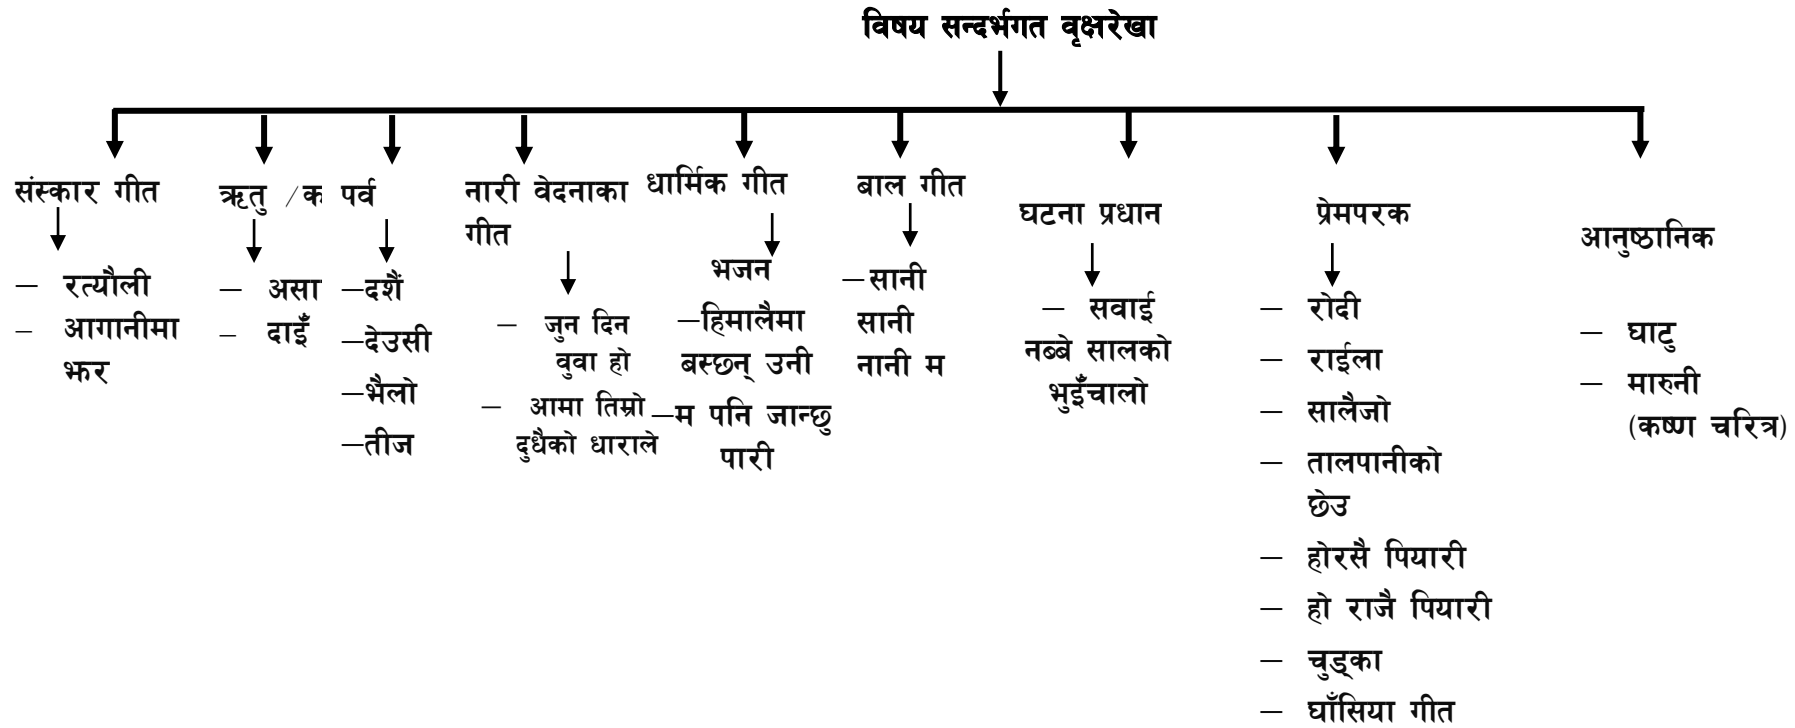 विषय सन्दर्भगत वृक्षरेखा
संस्कार गीत
– रत्यौली
- आगानीमा
झर
ऋतु /क
– असा
– दाइँ
पर्व
–दशैं
–देउसी
–भैलो
–तीज
नारी वेदनाका
गीत
– जुन दिन
वुवा हो
– आमा तिम्रो
दुधैको धाराले
धार्मिक गीत
भजन
–हिमालैमा
बस्छन् उनी
–म पनि जान्छु
पारी
बाल गीत
–सानी
सानी
नानी म
घटना प्रधान
– सवाई
नब्बे सालको
भुइँचालो
प्रेमपरक
– रोदी
– राईला
– सालैजो
– तालपानीको
छेउ
– होरसै पियारी
– हो राजै पियारी
– चुड्का
– घाँसिया गीत
आनुष्ठानिक
– घाटु
– मारुनी
(कष्ण चरित्र)